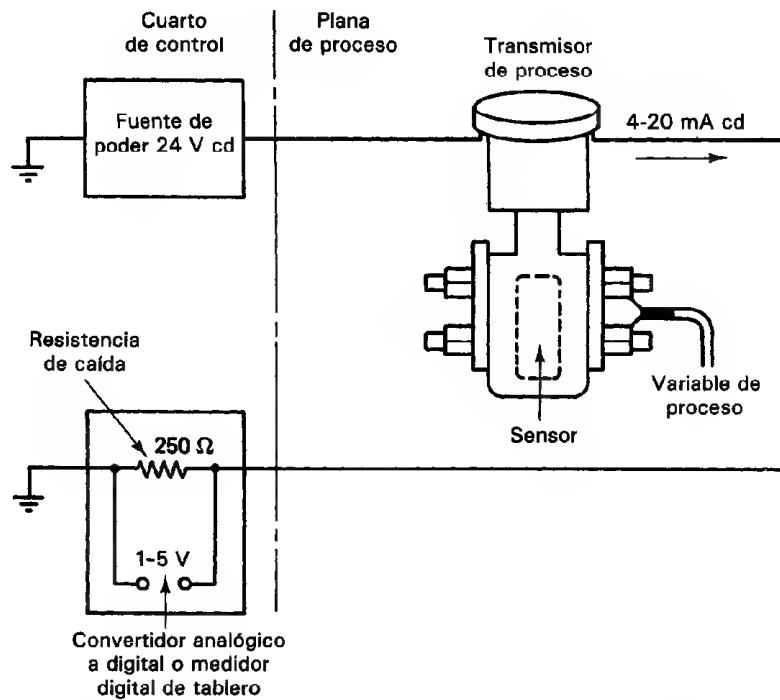 Cuarto
de control
Plana
de proceso
Transmisor
de proceso
Fuente de
poder 24 V cd
4-20 mA cd
Resistencia
de caída
250 Ω
Variable de
proceso
Sensor
1-5 V
Convertidor analógico
a digital o medidor
digital de tablero